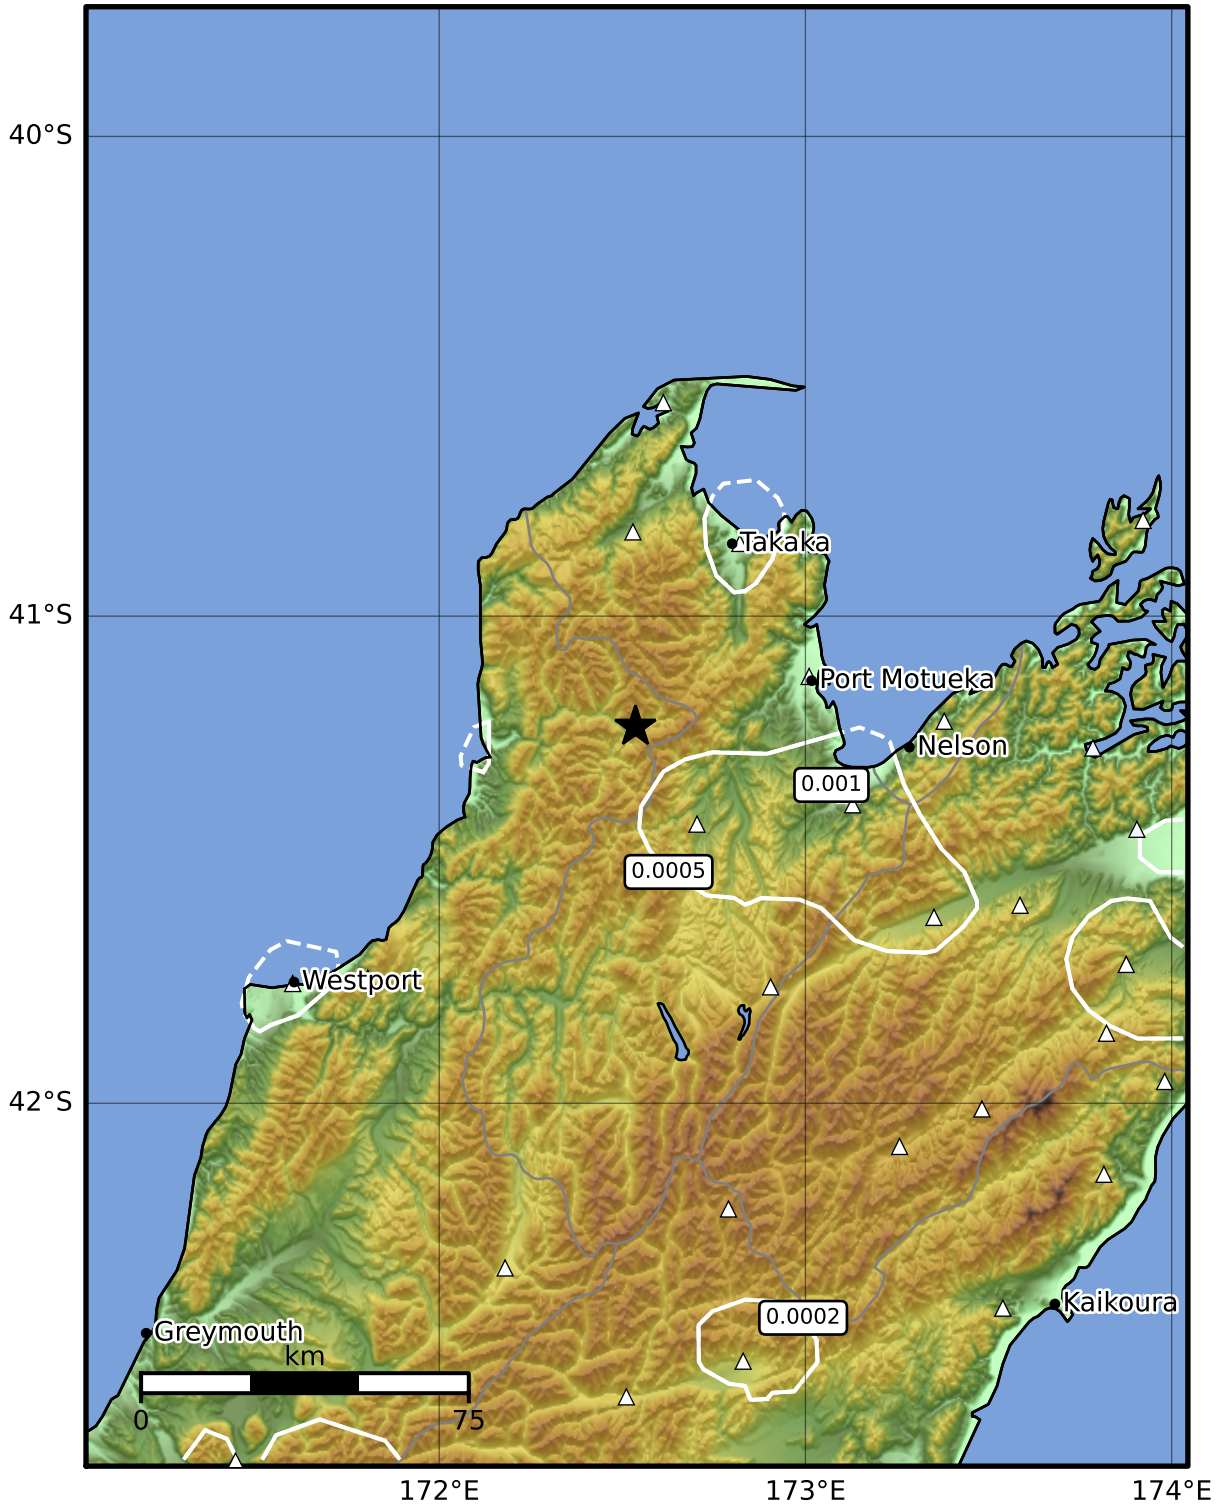 40°S
Takaka
41°S
Port Motueka
Nelson
0.001
0.0005
Westport
42°S
Kaikoura
0.0002
Greymouth
km
0 75
172°E 173°E 174°E